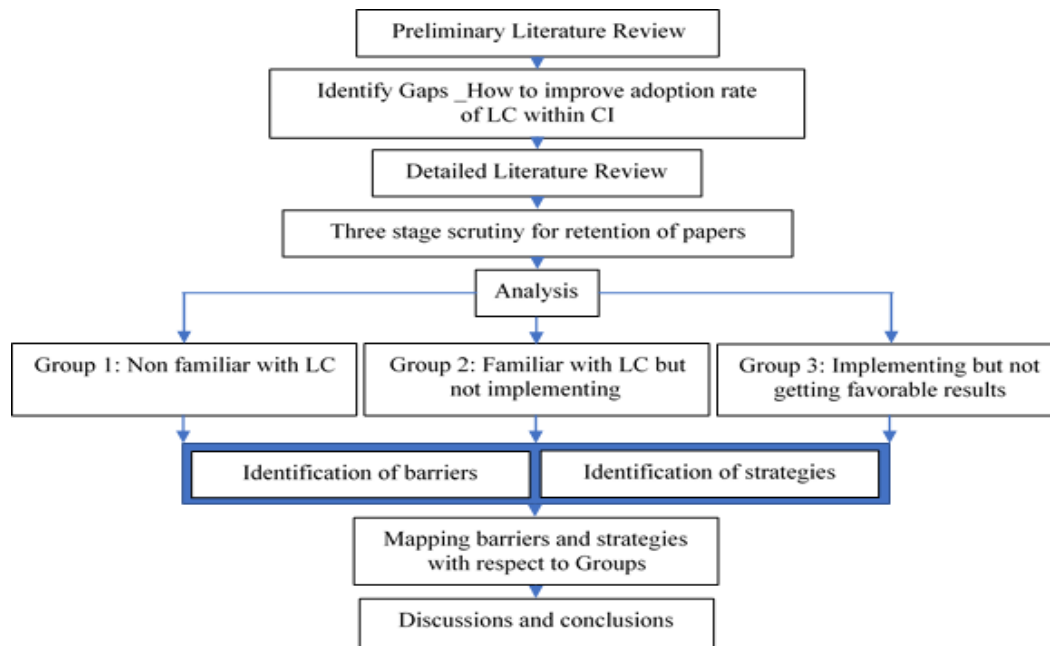 Preliminary Literature Review
Identify Gaps _How to improve adoption rate
of LC within CI
Detailed Literature Review
Three stage scrutiny for retention of papers
Analysis
Group 1: Non familiar with LC
Group 2: Familiar with LC but
not implementing
Group 3: Implementing but not
getting favorable results
Identification of barriers
Identification of strategies
Mapping barriers and strategies
with respect to Groups
Discussions and conclusions